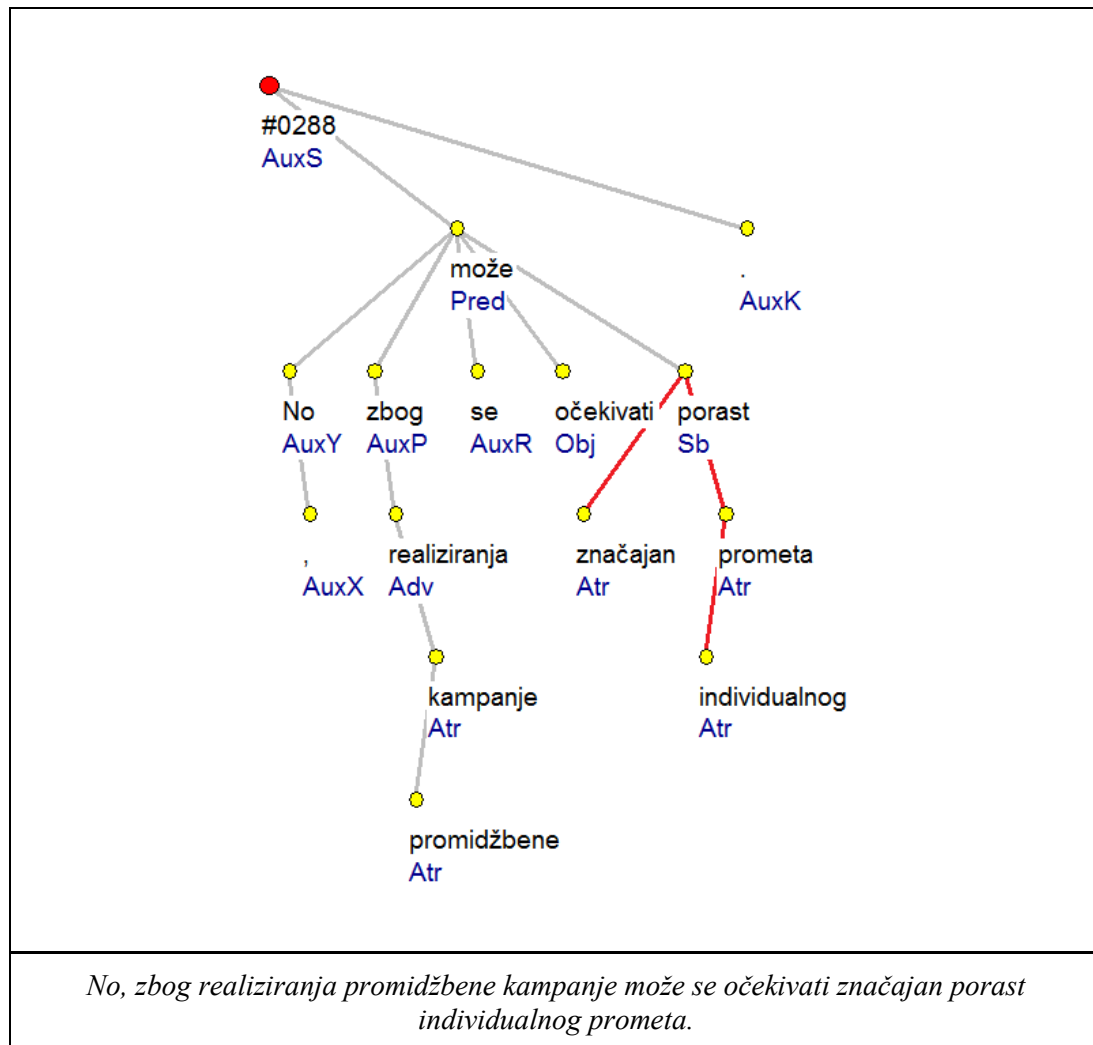 #0288
AuxS
može
Pred
.
AuxK
No
AuxY
zbog
AuxP
se
AuxR
očekivati
Obj
porast
Sb
,
AuxX
realiziranja
Adv
značajan
Atr
prometa
Atr
kampanje
Atr
individualnog
Atr
promidžbene
Atr
No, zbog realiziranja promidžbene kampanje može se očekivati značajan porast
individualnog prometa.